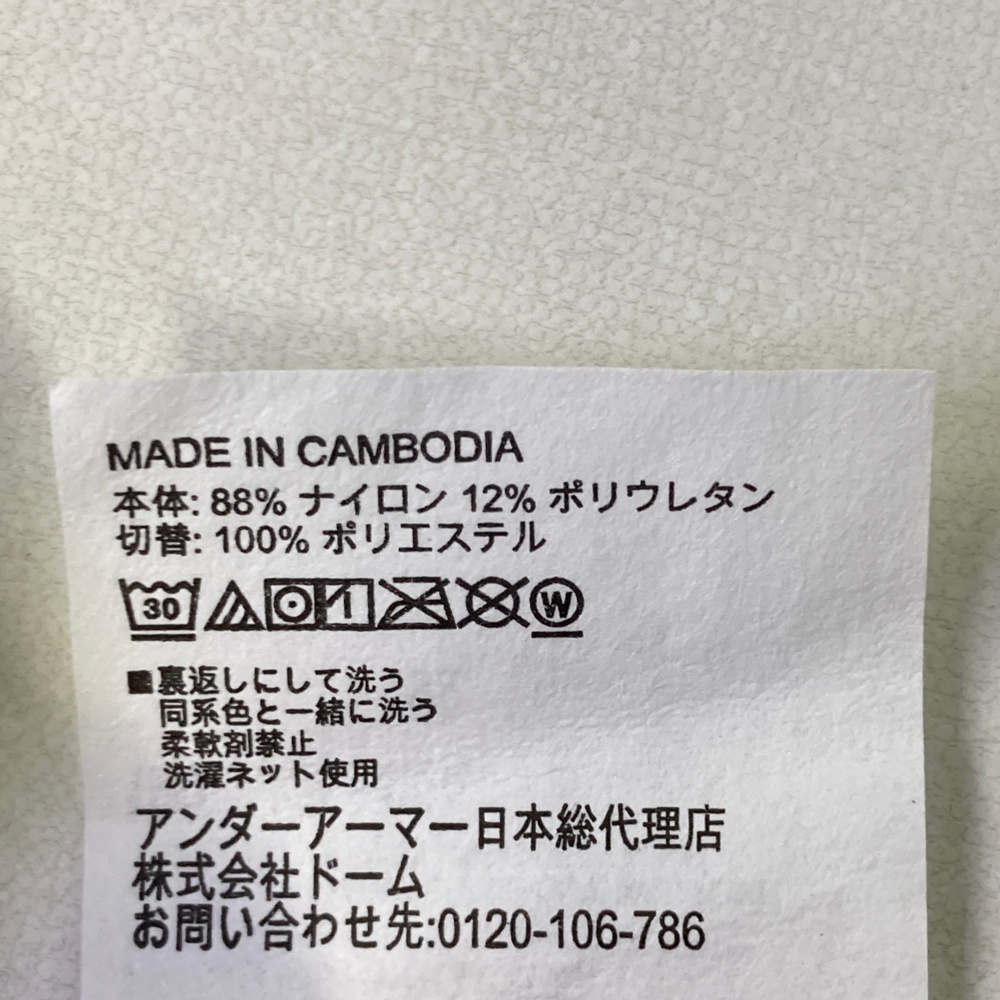 MADE IN CAMBODIA
本体: 88% ナイロン 12% ポリウレタン
切替: 100% ポリエステル
30 W
■裏返しにして洗う
同系色と一緒に洗う
柔軟剤禁止
洗濯ネット使用
アンダーアーマー日本総代理店
株式会社ドーム
お問い合わせ先:0120-106-786